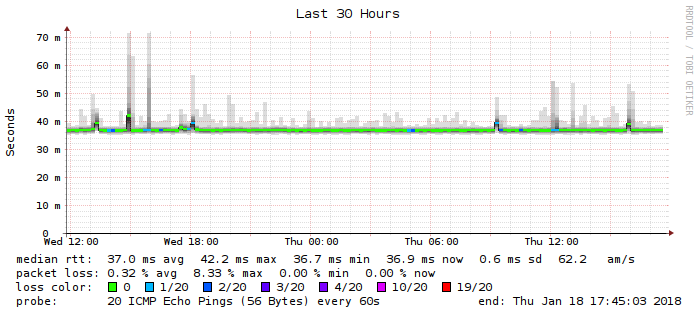 Last 30 Hours
RRDTOOL / TOBI OETIKER
Seconds
70 m
60 m
50 m
40 m
30 m
20 m
10 m
0
Wed 12:00 Wed 18:00 Thu 00:00 Thu 06:00 Thu 12:00
median rtt: 37.0 ms avg 42.2 ms max 36.7 ms min 36.9 ms now 0.6 ms sd 62.2 am/s
packet loss: 0.32 % avg 8.33 % max 0.00 % min 0.00 % now
loss color: 0 1/20 2/20 3/20 4/20 10/20 19/20
probe: 20 ICMP Echo Pings (56 Bytes) every 60s end: Thu Jan 18 17:45:03 2018